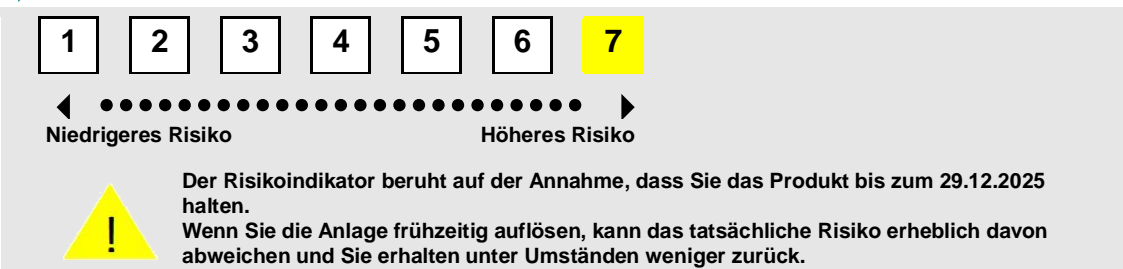 1 2 3 4 5 6 7
Niedrigeres Risiko Höheres Risiko
Der Risikoindikator beruht auf der Annahme, dass Sie das Produkt bis zum 29.12.2025
halten.
Wenn Sie die Anlage frühzeitig auflösen, kann das tatsächliche Risiko erheblich davon
abweichen und Sie erhalten unter Umständen weniger zurück.
!